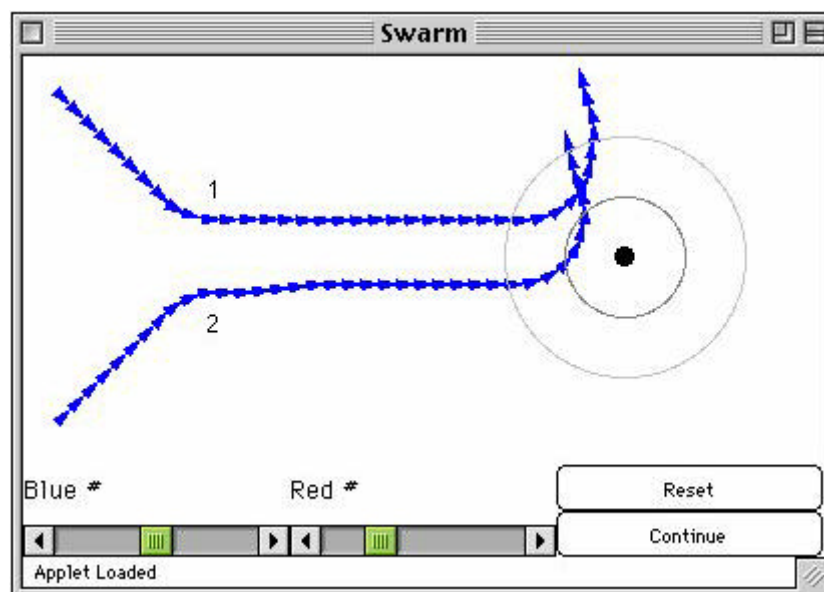 Swarm
1
2
Blue #
Red #
Reset
Continue
Applet Loaded